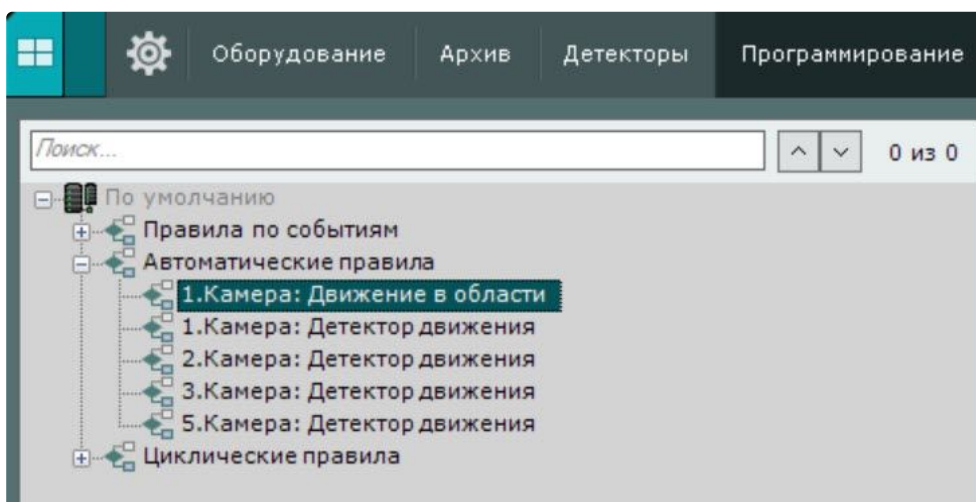 Оборудование Архив Детекторы Программирование
Поиск... 0 из 0
По умолчанию
Правила по событиям
Автоматические правила
1.Камера: Движение в области
1.Камера: Детектор движения
2.Камера: Детектор движения
3.Камера: Детектор движения
5.Камера: Детектор движения
Циклические правила